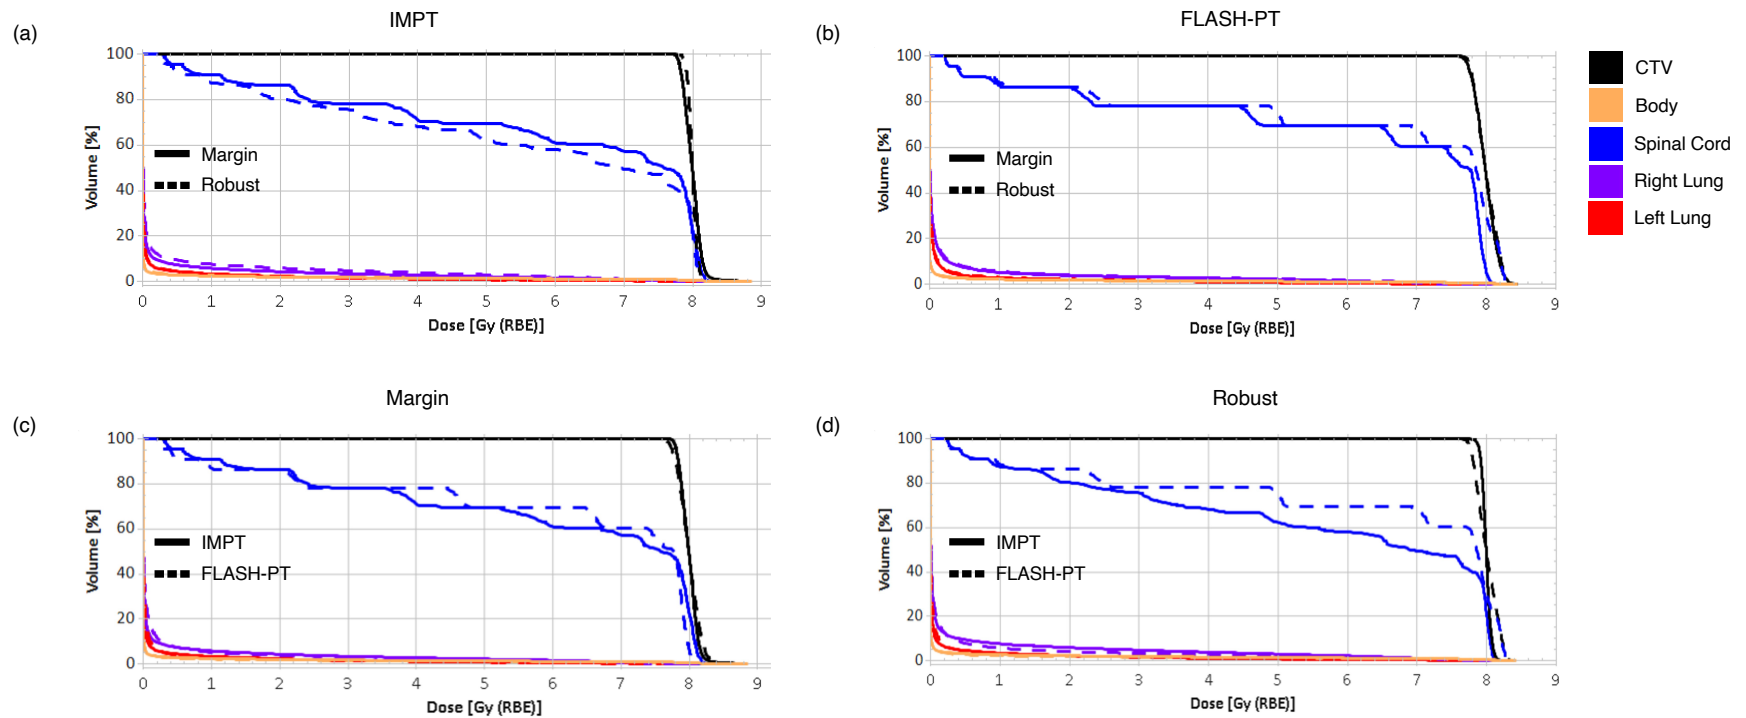 IMPT
FLASH-PT
(a)
(b)
100
80
60
40
20
0
Volume [%]
Margin
Robust
0 1 2 3 4 5 6 7 8 9
Dose [Gy (RBE)]
100
80
60
40
20
0
Volume [%]
Margin
Robust
0 1 2 3 4 5 6 7 8 9
Dose [Gy (RBE)]
CTV
Body
Spinal Cord
Right Lung
Left Lung
Margin
Robust
(c)
(d)
100
80
60
40
20
0
Volume [%]
IMPT
FLASH-PT
0 1 2 3 4 5 6 7 8 9
Dose [Gy (RBE)]
100
80
60
40
20
0
Volume [%]
IMPT
FLASH-PT
0 1 2 3 4 5 6 7 8 9
Dose [Gy (RBE)]